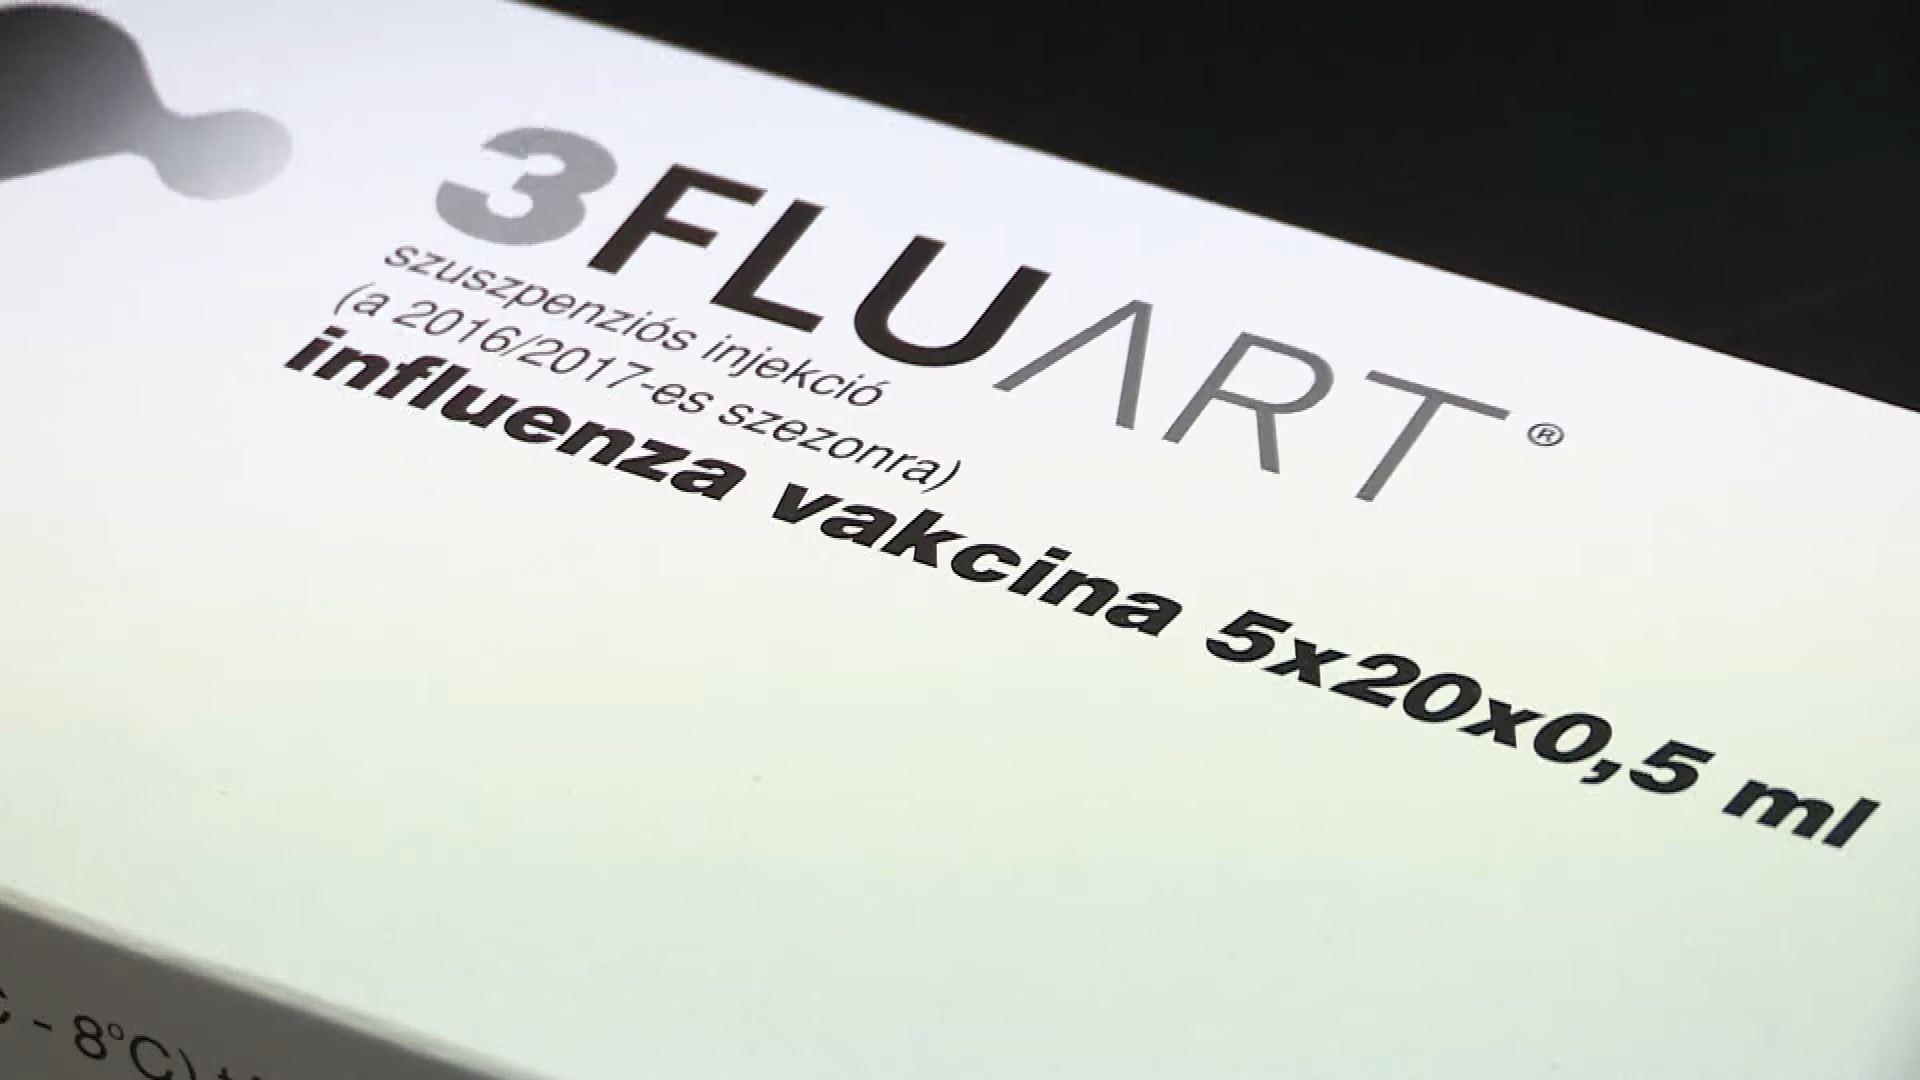 3FLUART®
szuszpenziós injekció
(a 2016/2017-es szezonra)
influenza vakcina 5x20x0,5 ml
- 8°C)